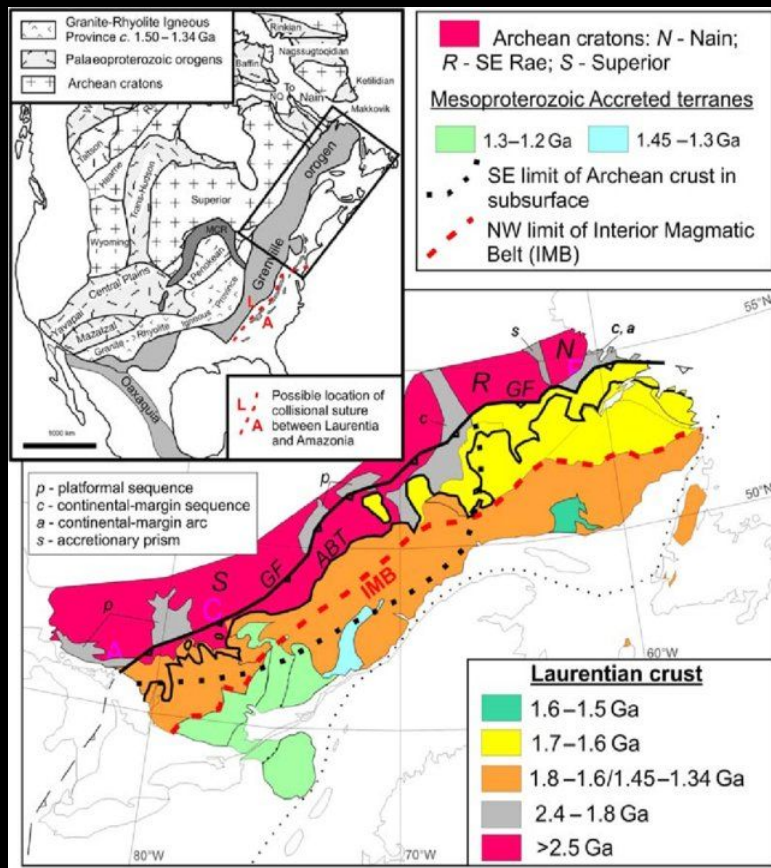 Granite-Rhyolite Igneous
Province c. 1.50 – 1.34 Ga
Palaeoproterozoic orogens
Archean cratons
Rinkian
Nagssugtoqidian
Baffin
Ketilidian
To
NQ
Nain
Makkovik
Taltson
Hearne
Trans-Hudson
Superior
orogen
Wyoming
MCR
Penokean
Grenville
Central Plains
Yavapai
Mazatzal
Granite - Rhyolite Igneous Province
L
A
Oaxaquia
1000 km
L
A
Possible location of
collisional suture
between Laurentia
and Amazonia
Archean cratons: N - Nain;
R - SE Rae; S - Superior
Mesoproterozoic Accreted terranes
1.3–1.2 Ga
1.45 –1.3 Ga
SE limit of Archean crust in
subsurface
NW limit of Interior Magmatic
Belt (IMB)
55°N
s
N
c, a
R
GF
c
p
50°N
p - platformal sequence
c - continental-margin sequence
a - continental-margin arc
s - accretionary prism
S
GF
ABT
IMB
p
C
A
60°W
80°W
70°W
Laurentian crust
1.6 –1.5 Ga
1.7–1.6 Ga
1.8 –1.6/1.45–1.34 Ga
2.4 –1.8 Ga
>2.5 Ga